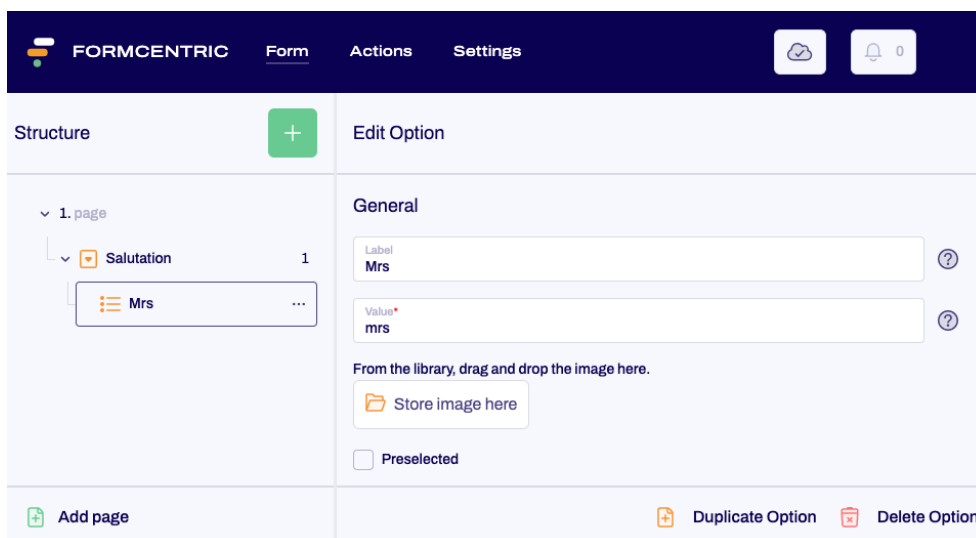 FORMCENTRIC Form Actions Settings 0
Structure
Edit Option
1. page
Salutation 1
Mrs ...
General
Label
Mrs
Value*
mrs
From the library, drag and drop the image here.
Store image here
Preselected
Add page
Duplicate Option Delete Option